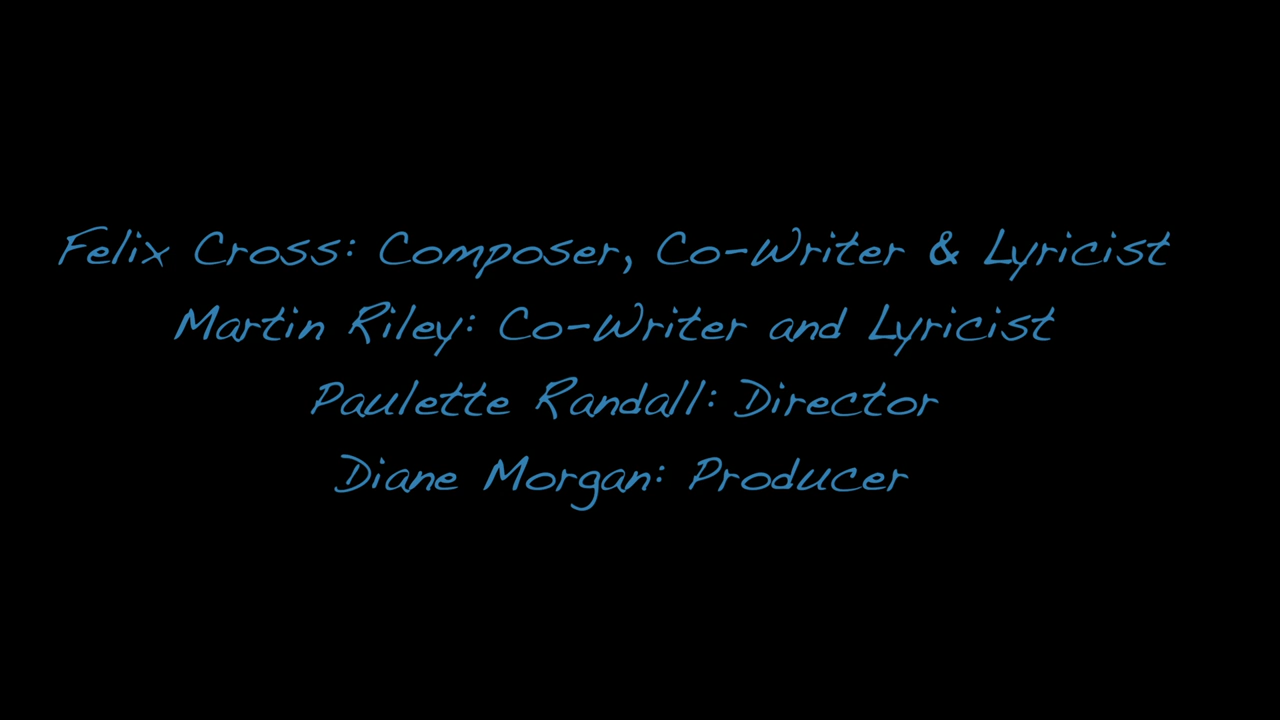 Felix Cross: Composer, Co-Writer & Lyricist
Martin Riley: Co-Writer and Lyricist
Paulette Randall: Director
Diane Morgan: Producer